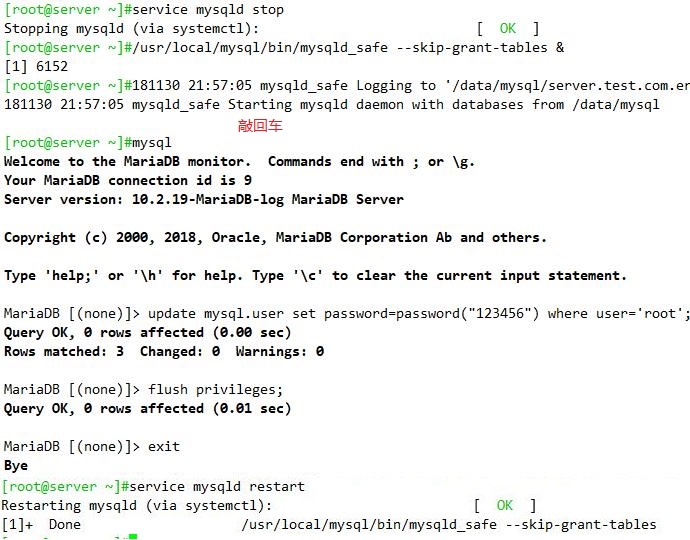 [root@server ~]#service mysqld stop
Stopping mysqld (via systemctl): [ OK ]
[root@server ~]#/usr/local/mysql/bin/mysqld_safe --skip-grant-tables &
[1] 6152
[root@server ~]#181130 21:57:05 mysqld_safe Logging to '/data/mysql/server.test.com.er
181130 21:57:05 mysqld_safe Starting mysqld daemon with databases from /data/mysql
敲回车
[root@server ~]#mysql
Welcome to the MariaDB monitor. Commands end with ; or \g.
Your MariaDB connection id is 9
Server version: 10.2.19-MariaDB-log MariaDB Server
Copyright (c) 2000, 2018, Oracle, MariaDB Corporation Ab and others.
Type 'help;' or '\h' for help. Type '\c' to clear the current input statement.
MariaDB [(none)]> update mysql.user set password=password("123456") where user='root';
Query OK, 0 rows affected (0.00 sec)
Rows matched: 3 Changed: 0 Warnings: 0
MariaDB [(none)]> flush privileges;
Query OK, 0 rows affected (0.01 sec)
MariaDB [(none)]> exit
Bye
[root@server ~]#service mysqld restart
Restarting mysqld (via systemctl): [ OK ]
[1]+ Done /usr/local/mysql/bin/mysqld_safe --skip-grant-tables